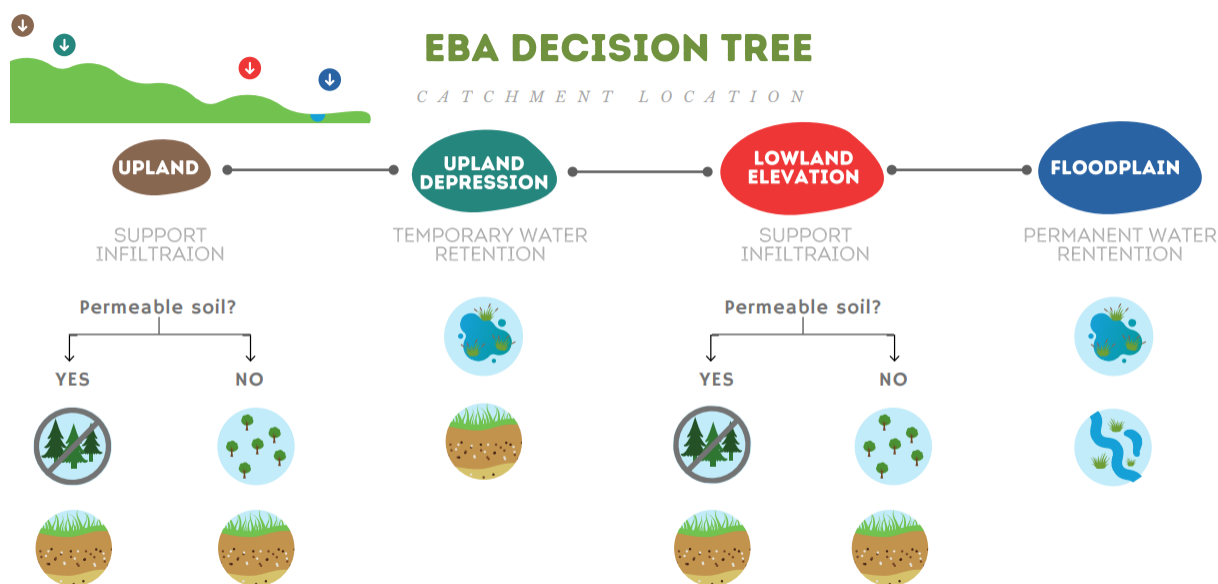 EBA DECISION TREE
CATCHMENT LOCATION
UPLAND
UPLAND
DEPRESSION
LOWLAND
ELEVATION
FLOODPLAIN
SUPPORT
INFILTRAION
TEMPORARY WATER
RETENTION
SUPPORT
INFILTRAION
PERMANENT WATER
RENTENTION
Permeable soil?
YES
NO
Permeable soil?
YES
NO